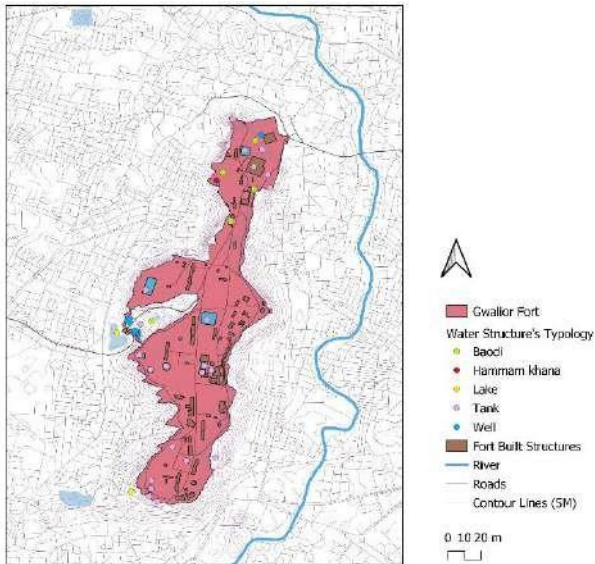 Gwalior Fort
Water Structure's Typology
Baodi
Hammam khana
Lake
Tank
Well
Fort Built Structures
River
Roads
Contour Lines (5M)
0 10 20 m